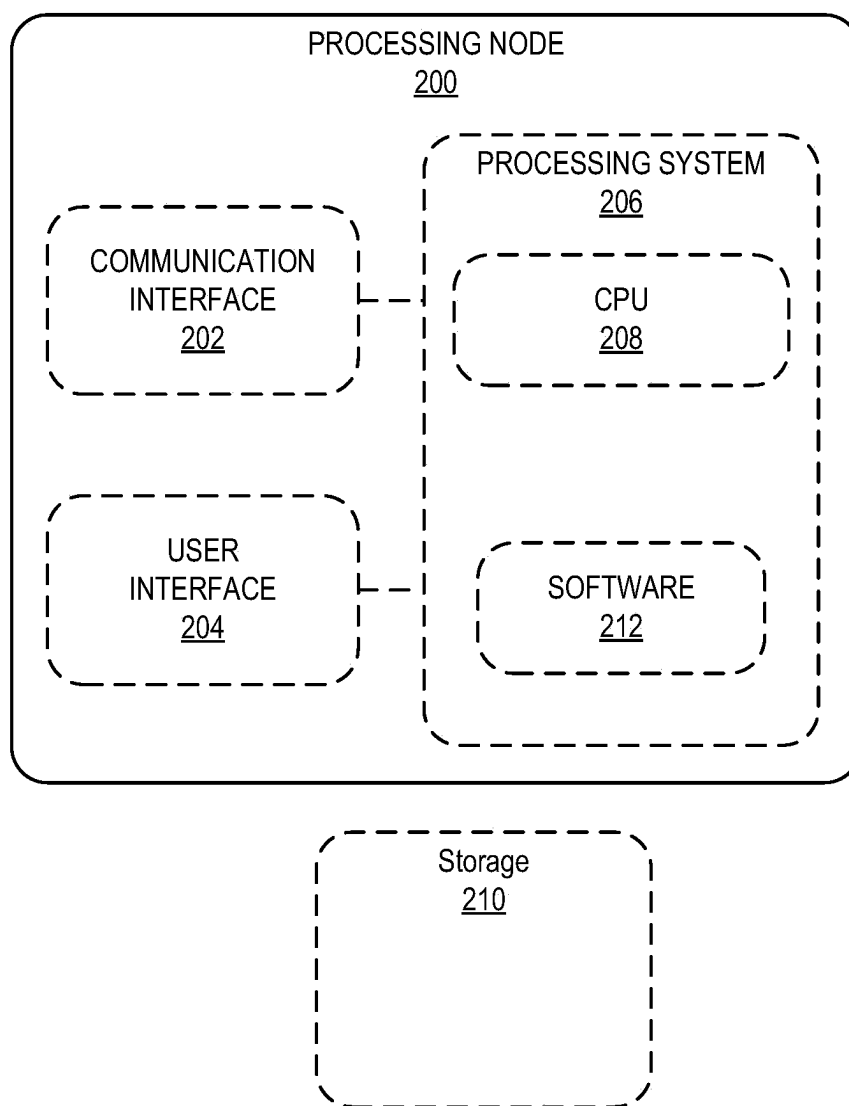 PROCESSING NODE
200
PROCESSING SYSTEM
206
COMMUNICATION
INTERFACE
202
CPU
208
USER
INTERFACE
204
SOFTWARE
212
Storage
210